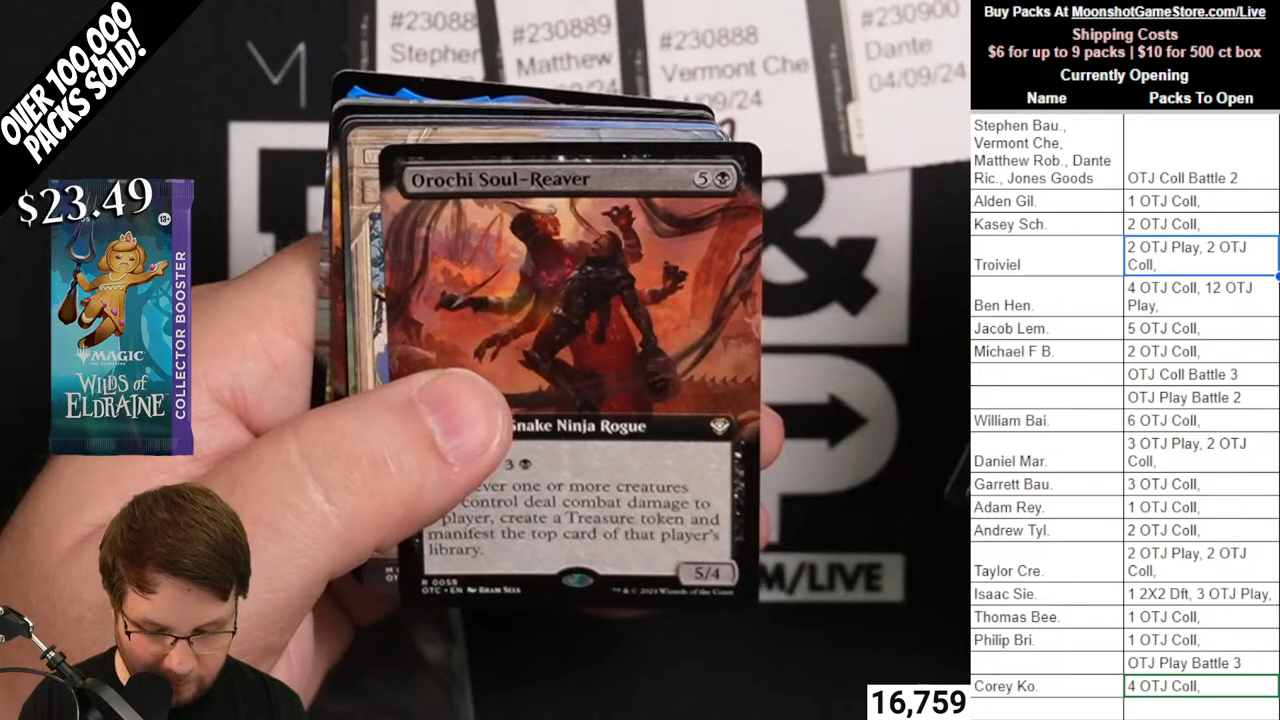 OVER 100,000
PACKS SOLD!
$23.49
13+
MAGIC
WILDS of
ELDRAINE
COLLECTOR BOOSTER
#230888
Vermont Che
#230889
Matthew
#230900
Dante
04/09/24
Stephen
&
M/LIVE
Orochi Soul-Reaver 5
Snake Ninja Rogue
3
ever one or more creatures
control deal combat damage to
player, create a Treasure token and
manifest the top card of that player's
library.
5/4
R 0058
OTC • EN
16,759
Buy Packs At MoonshotGameStore.com/Live
Shipping Costs
$6 for up to 9 packs | $10 for 500 ct box
Currently Opening
Name Packs To Open
Stephen Bau.,
Vermont Che,
Matthew Rob., Dante
Ric., Jones Goods OTJ Coll Battle 2
Alden Gil. 1 OTJ Coll,
Kasey Sch. 2 OTJ Coll,
Troiviel 2 OTJ Play, 2 OTJ
Coll,
Ben Hen. 4 OTJ Coll, 12 OTJ
Play,
Jacob Lem. 5 OTJ Coll,
Michael F B. 2 OTJ Coll,
OTJ Coll Battle 3
OTJ Play Battle 2
William Bai. 6 OTJ Coll,
Daniel Mar. 3 OTJ Play, 2 OTJ
Coll,
Garrett Bau. 3 OTJ Coll,
Adam Rey. 1 OTJ Coll,
Andrew Tyl. 2 OTJ Coll,
Taylor Cre. 2 OTJ Play, 2 OTJ
Coll,
Isaac Sie. 1 2X2 Dft, 3 OTJ Play,
Thomas Bee. 1 OTJ Coll,
Philip Bri. 1 OTJ Coll,
OTJ Play Battle 3
Corey Ko. 4 OTJ Coll,